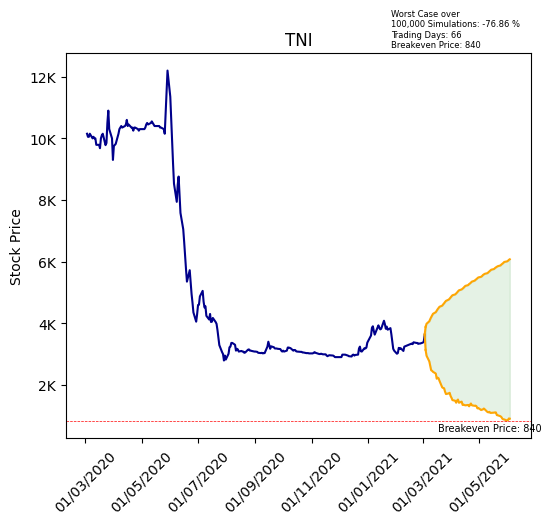 Worst Case over
100,000 Simulations: -76.86 %
Trading Days: 66
Breakeven Price: 840
TNI
Stock Price
12K
10K
8K
6K
4K
2K
Breakeven Price: 840
01/03/2020
01/05/2020
01/07/2020
01/09/2020
01/11/2020
01/01/2021
01/03/2021
01/05/2021